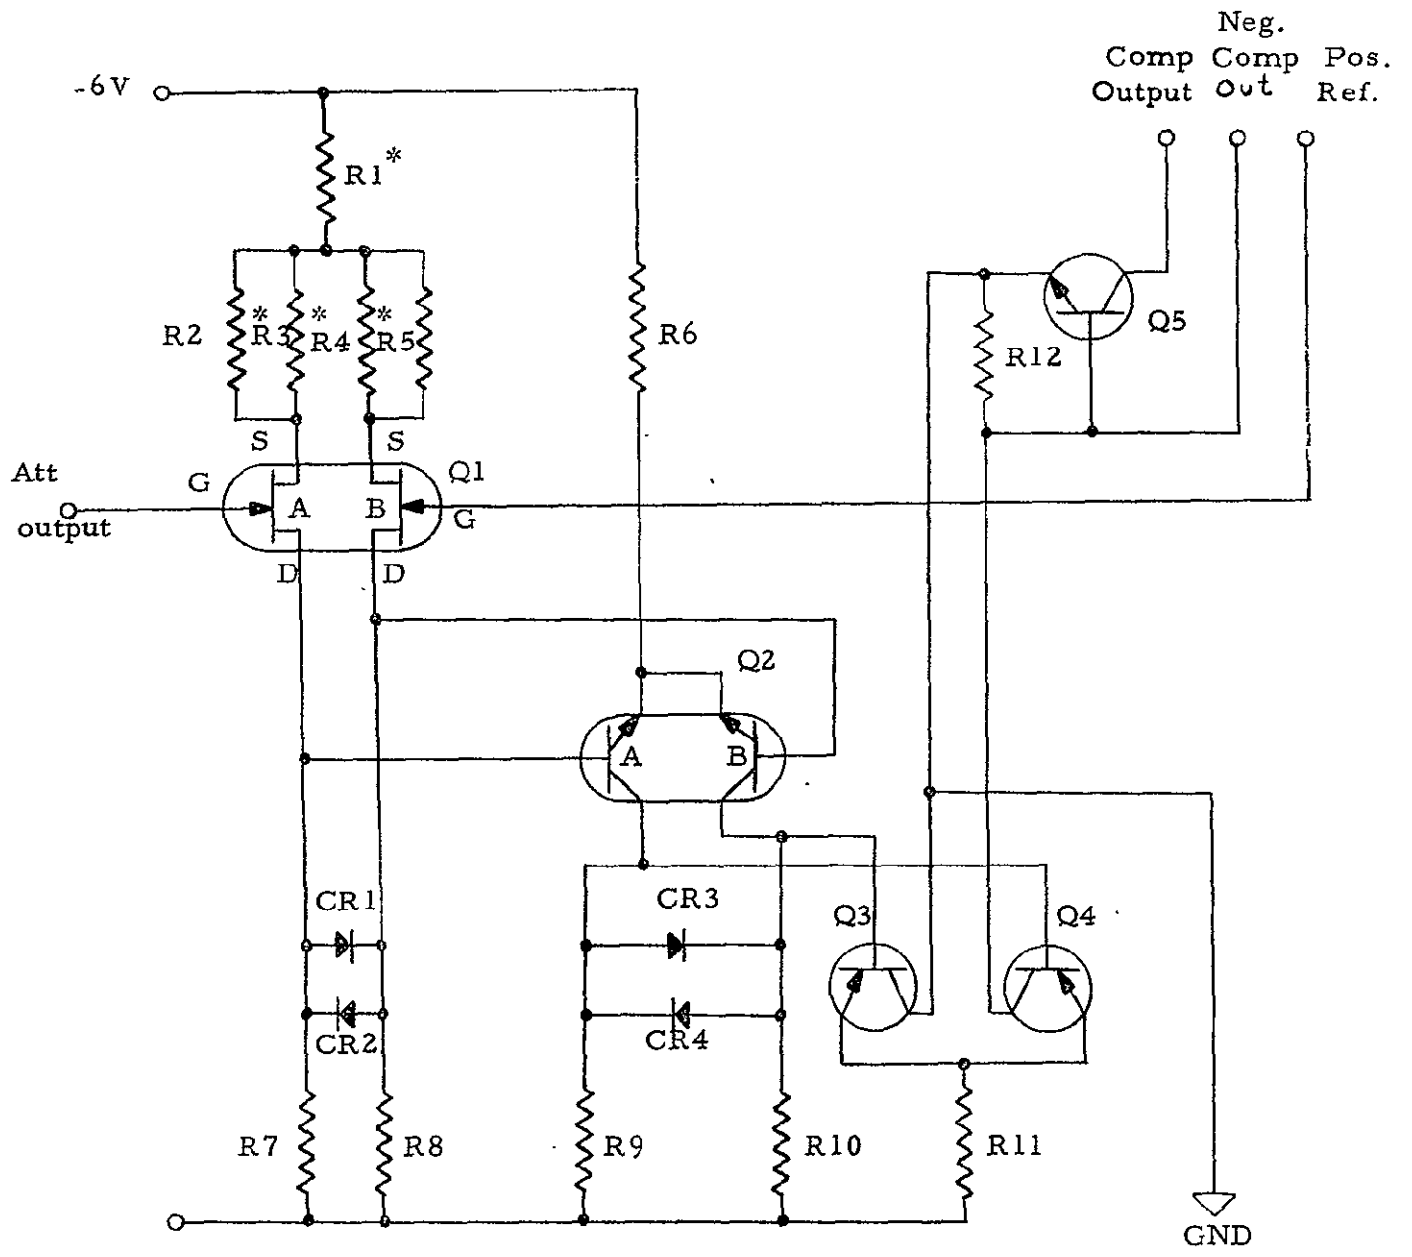 Neg.
Comp Comp Pos.
Output Out Ref.
-6V
R1*
R2 *R3 *R4 *R5
R6
R12
Q5
S S
Att
output
G
A B
Q1
G
D D
Q2
A B
CR1
CR2
CR3
CR4
Q3
Q4
R7
R8
R9
R10
R11
GND